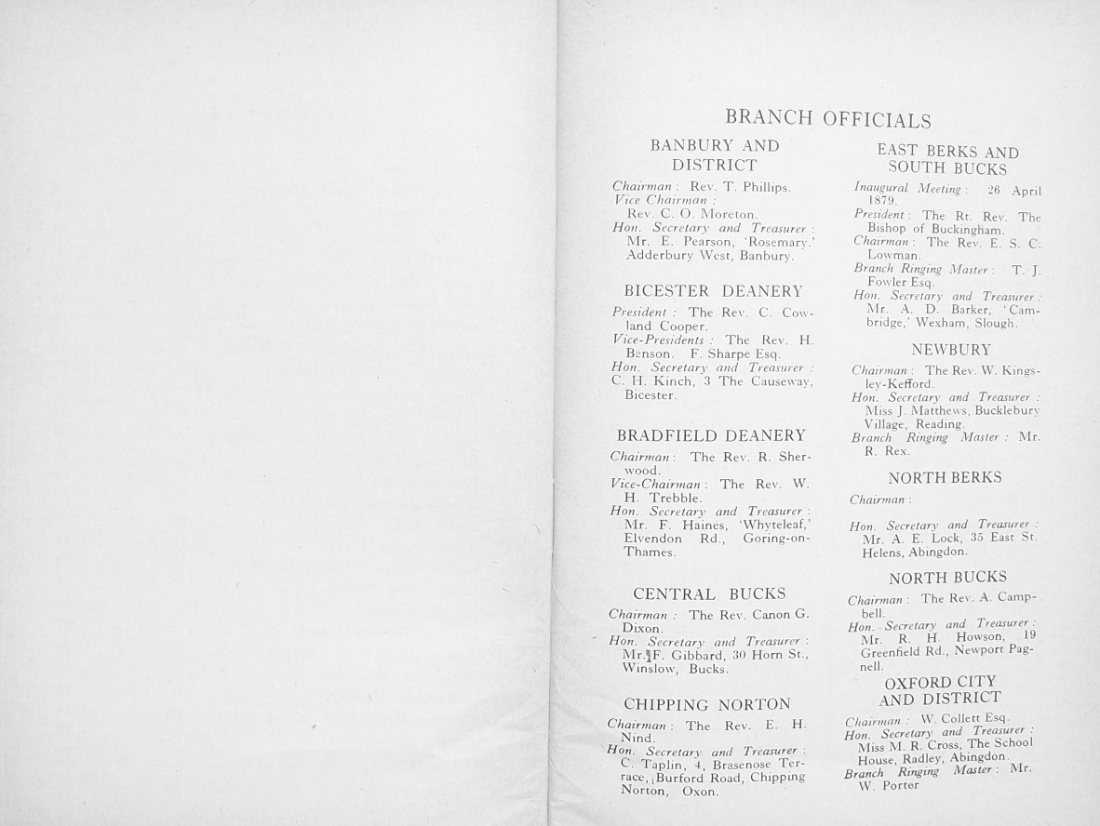 BRANCH OFFICIALS
BANBURY AND
DISTRICT
Chairman : Rev. T. Phillips.
Vice Chairman :
Rev. C. O. Moreton.
Hon. Secretary and Treasurer :
Mr. E. Pearson, 'Rosemary.'
Adderbury West, Banbury.
BICESTER DEANERY
President : The Rev. C. Cow-
land Cooper.
Vice-Presidents : The Rev. H.
Benson. F. Sharpe Esq.
Hon. Secretary and Treasurer :
C. H. Kinch, 3 The Causeway,
Bicester.
BRADFIELD DEANERY
Chairman : The Rev. R. Sher-
wood.
Vice-Chairman : The Rev. W.
H. Trebble.
Hon. Secretary and Treasurer :
Mr. F. Haines, 'Whyteleaf,'
Elvendon Rd., Goring-on-
Thames.
CENTRAL BUCKS
Chairman : The Rev. Canon G.
Dixon.
Hon. Secretary and Treasurer :
Mr. F. Gibbard, 30 Horn St.,
Winslow, Bucks.
CHIPPING NORTON
Chairman : The Rev. E. H.
Nind.
Hon. Secretary and Treasurer :
C. Taplin, 4, Brasenose Ter-
race, Burford Road, Chipping
Norton, Oxon.
EAST BERKS AND
SOUTH BUCKS
Inaugural Meeting : 26 April
1879.
President : The Rt. Rev. The
Bishop of Buckingham.
Chairman : The Rev. E. S. C.
Lowman.
Branch Ringing Master : T. J.
Fowler Esq.
Hon. Secretary and Treasurer :
Mr. A. D. Barker, 'Cam-
bridge,' Wexham, Slough.
NEWBURY
Chairman : The Rev. W. Kings-
ley-Kefford.
Hon. Secretary and Treasurer :
Miss J. Matthews, Bucklebury
Village, Reading.
Branch Ringing Master : Mr.
R. Rex.
NORTH BERKS
Chairman :
Hon. Secretary and Treasurer :
Mr. A. E. Lock, 35 East St.
Helens, Abingdon.
NORTH BUCKS
Chairman : The Rev. A. Camp-
bell.
Hon. Secretary and Treasurer :
Mr. R. H. Howson, 19
Greenfield Rd., Newport Pag-
nell.
OXFORD CITY
AND DISTRICT
Chairman : W. Collett Esq.
Hon. Secretary and Treasurer :
Miss M. R. Cross, The School
House, Radley, Abingdon.
Branch Ringing Master : Mr.
W. Porter